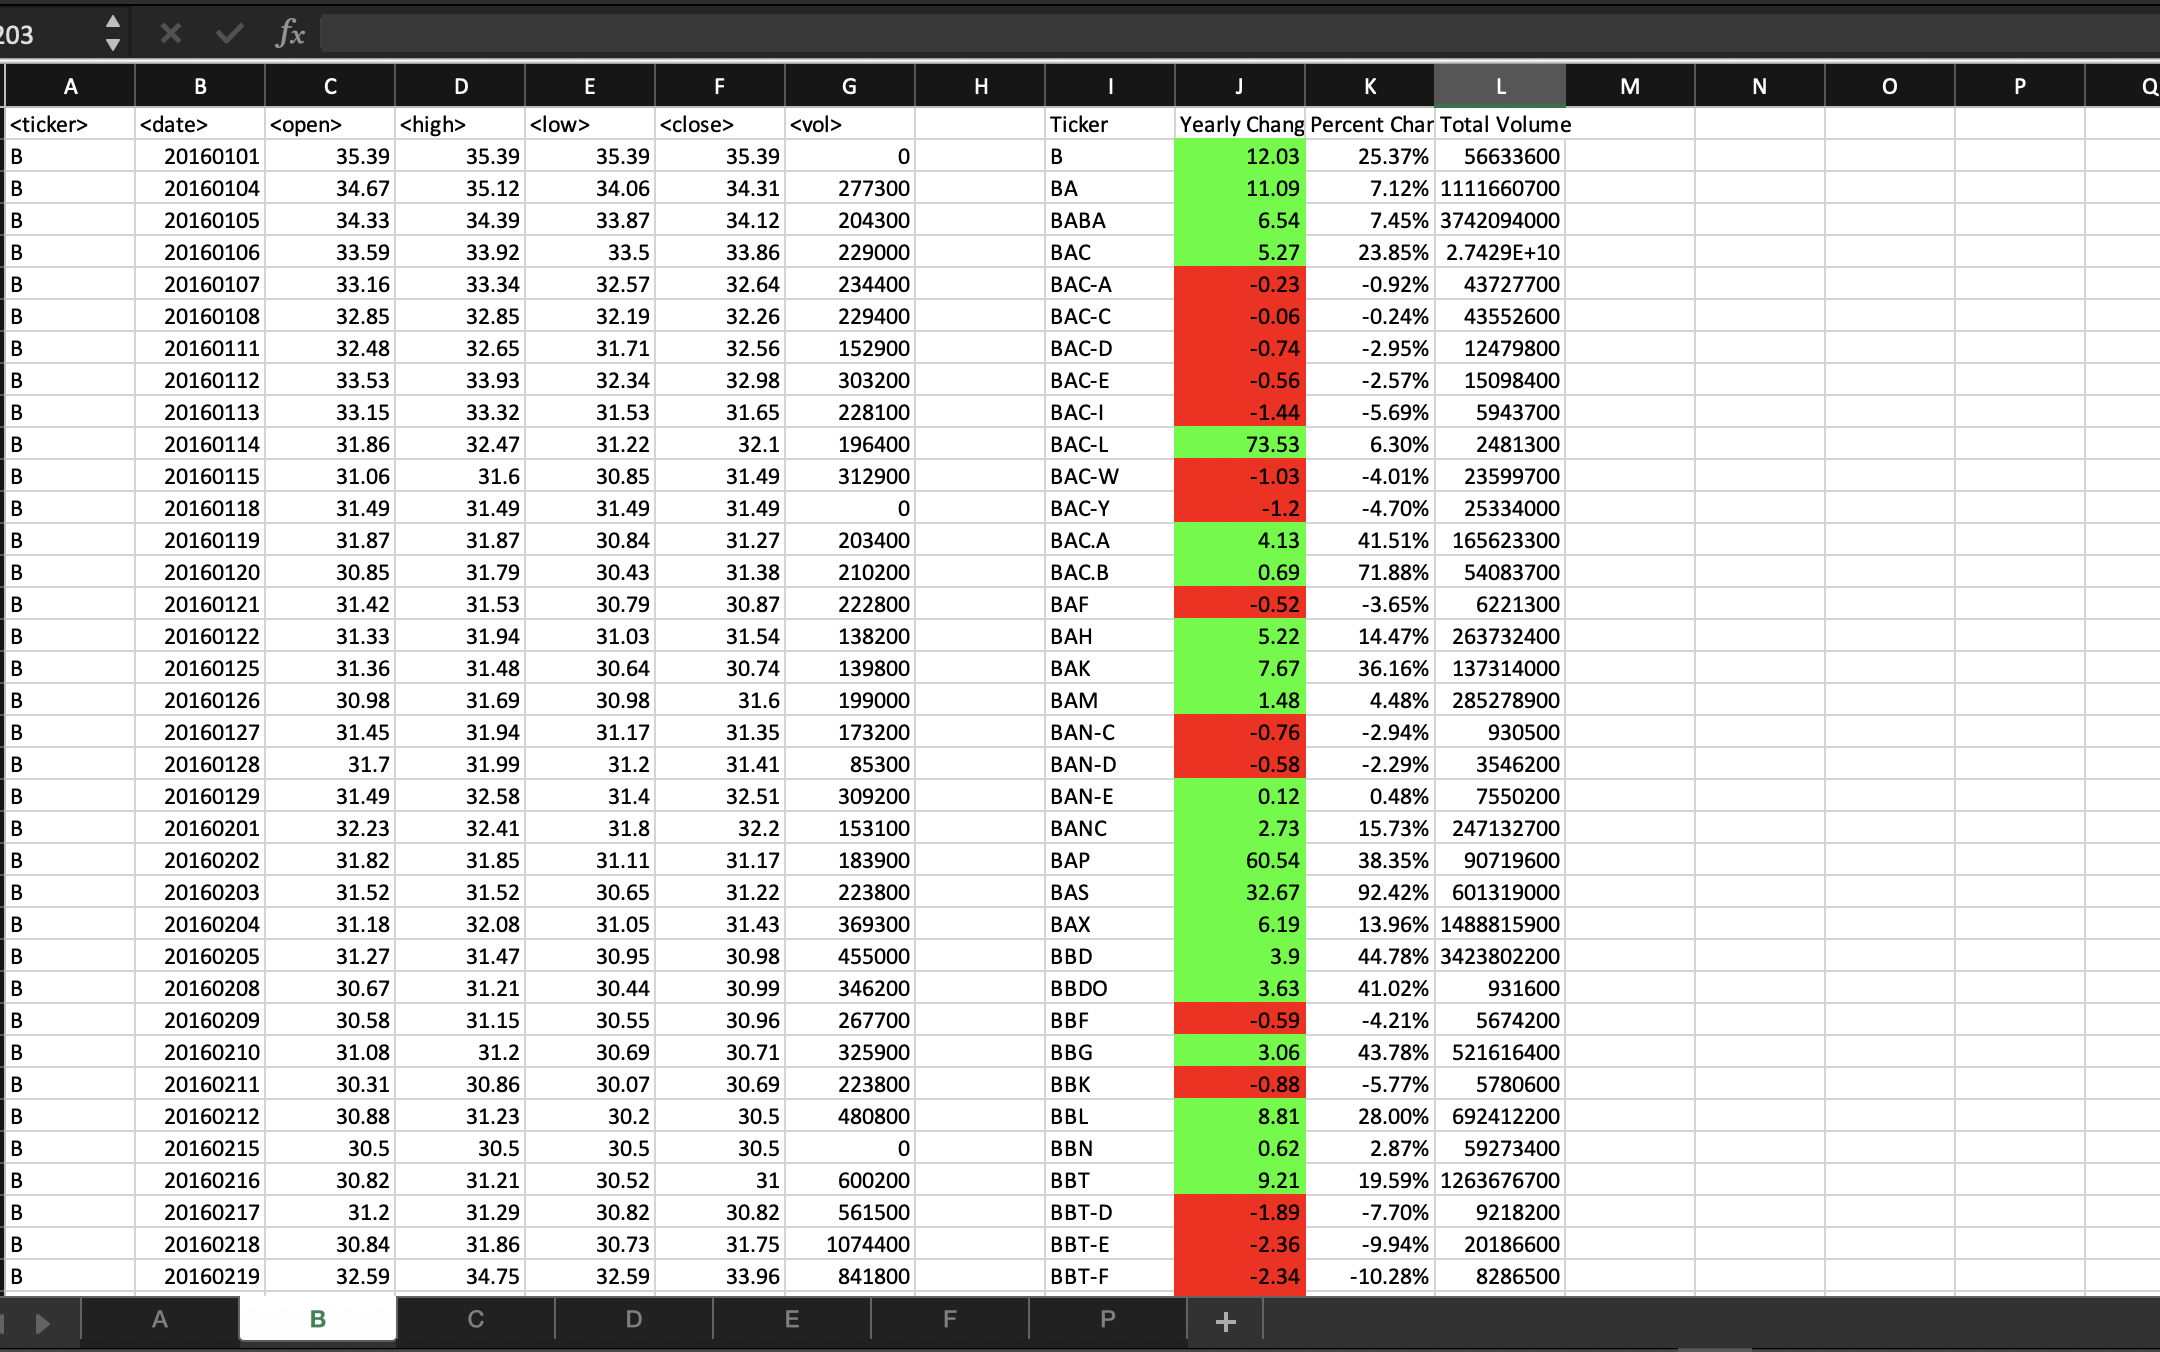 203 fx
A B C D E F G H I J K L M N O P Q
<ticker> <date> <open> <high> <low> <close> <vol> Ticker Yearly Chang Percent Char Total Volume
B 20160101 35.39 35.39 35.39 35.39 0 B 12.03 25.37% 56633600
B 20160104 34.67 35.12 34.06 34.31 277300 BA 11.09 7.12% 1111660700
B 20160105 34.33 34.39 33.87 34.12 204300 BABA 6.54 7.45% 3742094000
B 20160106 33.59 33.92 33.5 33.86 229000 BAC 5.27 23.85% 2.7429E+10
B 20160107 33.16 33.34 32.57 32.64 234400 BAC-A -0.23 -0.92% 43727700
B 20160108 32.85 32.85 32.19 32.26 229400 BAC-C -0.06 -0.24% 43552600
B 20160111 32.48 32.65 31.71 32.56 152900 BAC-D -0.74 -2.95% 12479800
B 20160112 33.53 33.93 32.34 32.98 303200 BAC-E -0.56 -2.57% 15098400
B 20160113 33.15 33.32 31.53 31.65 228100 BAC-I -1.44 -5.69% 5943700
B 20160114 31.86 32.47 31.22 32.1 196400 BAC-L 73.53 6.30% 2481300
B 20160115 31.06 31.6 30.85 31.49 312900 BAC-W -1.03 -4.01% 23599700
B 20160118 31.49 31.49 31.49 31.49 0 BAC-Y -1.2 -4.70% 25334000
B 20160119 31.87 31.87 30.84 31.27 203400 BAC.A 4.13 41.51% 165623300
B 20160120 30.85 31.79 30.43 31.38 210200 BAC.B 0.69 71.88% 54083700
B 20160121 31.42 31.53 30.79 30.87 222800 BAF -0.52 -3.65% 6221300
B 20160122 31.33 31.94 31.03 31.54 138200 BAH 5.22 14.47% 263732400
B 20160125 31.36 31.48 30.64 30.74 139800 BAK 7.67 36.16% 137314000
B 20160126 30.98 31.69 30.98 31.6 199000 BAM 1.48 4.48% 285278900
B 20160127 31.45 31.94 31.17 31.35 173200 BAN-C -0.76 -2.94% 930500
B 20160128 31.7 31.99 31.2 31.41 85300 BAN-D -0.58 -2.29% 3546200
B 20160129 31.49 32.58 31.4 32.51 309200 BAN-E 0.12 0.48% 7550200
B 20160201 32.23 32.41 31.8 32.2 153100 BANC 2.73 15.73% 247132700
B 20160202 31.82 31.85 31.11 31.17 183900 BAP 60.54 38.35% 90719600
B 20160203 31.52 31.52 30.65 31.22 223800 BAS 32.67 92.42% 601319000
B 20160204 31.18 32.08 31.05 31.43 369300 BAX 6.19 13.96% 1488815900
B 20160205 31.27 31.47 30.95 30.98 455000 BBD 3.9 44.78% 3423802200
B 20160208 30.67 31.21 30.44 30.99 346200 BBDO 3.63 41.02% 931600
B 20160209 30.58 31.15 30.55 30.96 267700 BBF -0.59 -4.21% 5674200
B 20160210 31.08 31.2 30.69 30.71 325900 BBG 3.06 43.78% 521616400
B 20160211 30.31 30.86 30.07 30.69 223800 BBK -0.88 -5.77% 5780600
B 20160212 30.88 31.23 30.2 30.5 480800 BBL 8.81 28.00% 692412200
B 20160215 30.5 30.5 30.5 30.5 0 BBN 0.62 2.87% 59273400
B 20160216 30.82 31.21 30.52 31 600200 BBT 9.21 19.59% 1263676700
B 20160217 31.2 31.29 30.82 30.82 561500 BBT-D -1.89 -7.70% 9218200
B 20160218 30.84 31.86 30.73 31.75 1074400 BBT-E -2.36 -9.94% 20186600
B 20160219 32.59 34.75 32.59 33.96 841800 BBT-F -2.34 -10.28% 8286500
A B C D E F P +